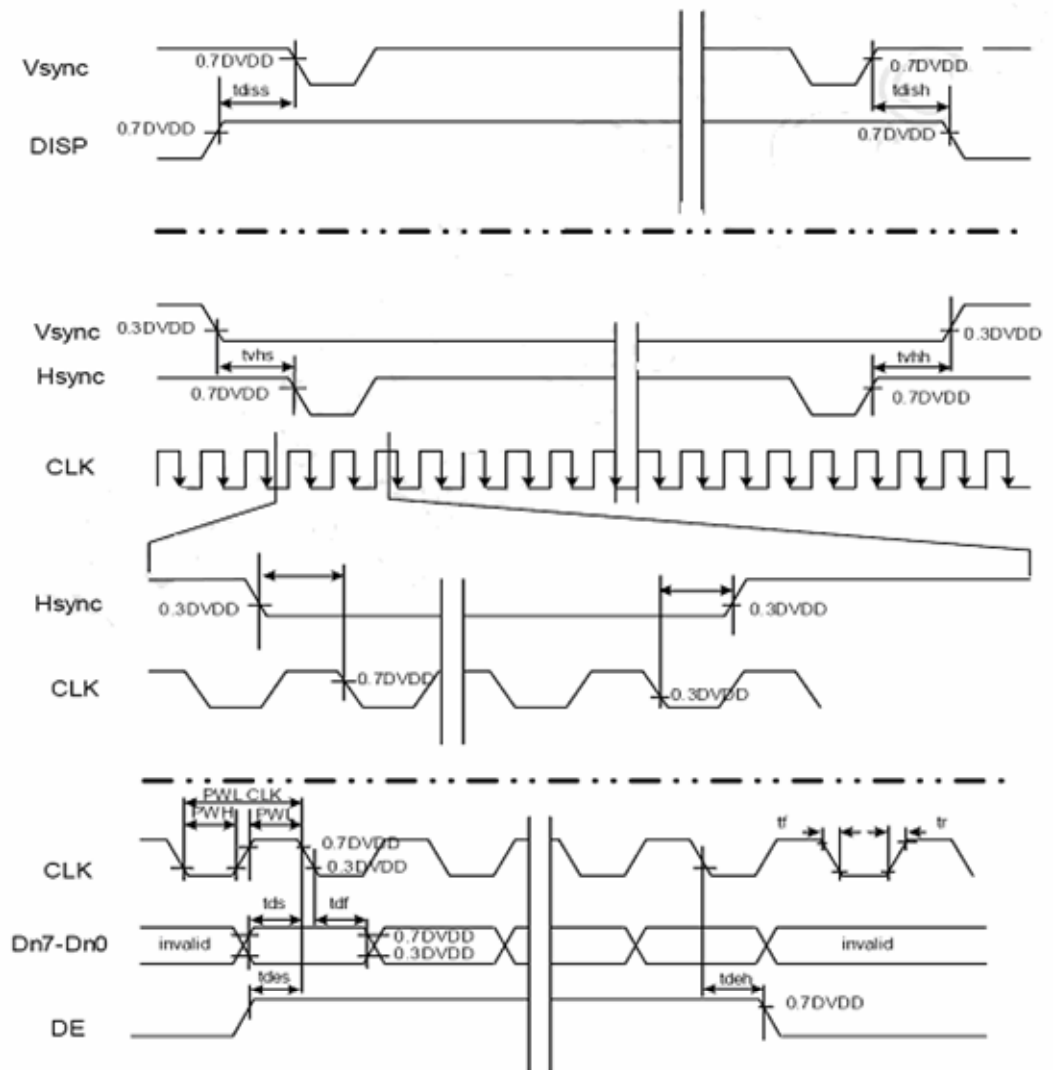 Vsync
0.7DVDD
0.7DVDD
tdiss
tdish
DISP
0.7DVDD
0.7DVDD
Vsync
0.3DVDD
0.3DVDD
tvhs
tvhh
Hsync
0.7DVDD
0.7DVDD
CLK
Hsync
0.3DVDD
0.3DVDD
CLK
0.7DVDD
0.3DVDD
PWL CLK
PWH
PWL
tf
tr
CLK
0.7DVDD
0.3DVDD
tds
tdf
Dn7-Dn0
invalid
0.7DVDD
0.3DVDD
invalid
tdes
tdeh
DE
0.7DVDD